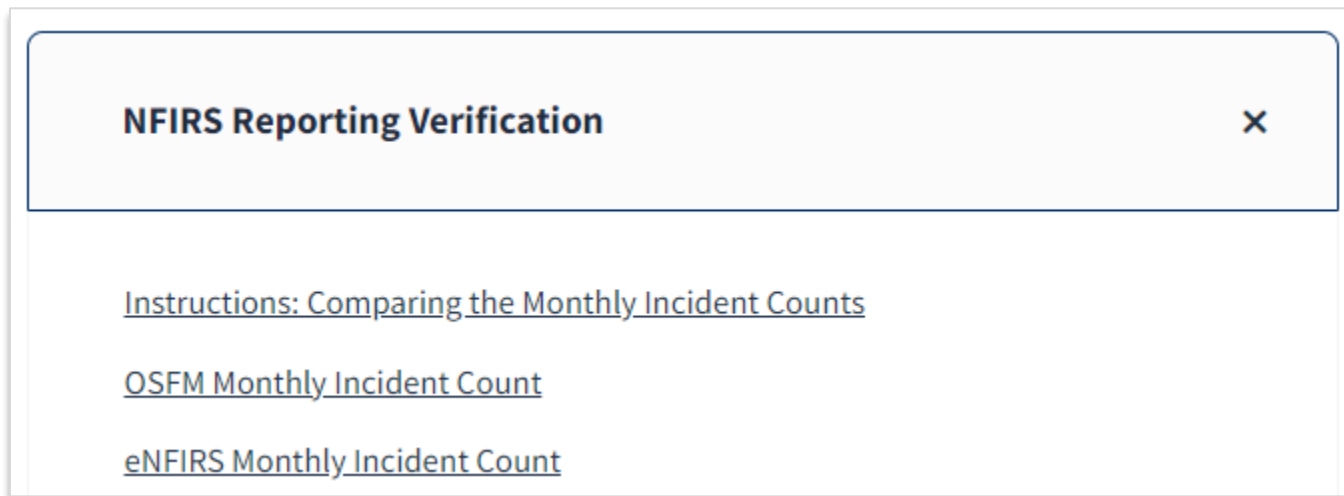 NFIRS Reporting Verification
Instructions: Comparing the Monthly Incident Counts
OSFM Monthly Incident Count
eNFIRS Monthly Incident Count